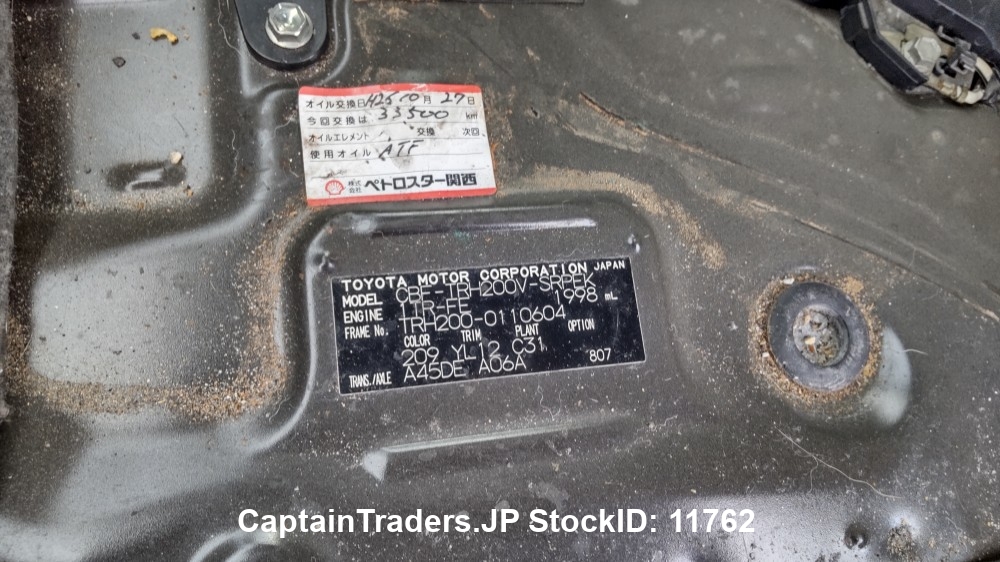 オイル交換日 H25 10月 27日
今回交換は 33500 km
オイルエレメント 交換 次回
使用オイル ATF
株式会社 ペトロスター関西
TOYOTA MOTOR CORPORATION JAPAN
MODEL CBF-TRH200V-SRPEK
ENGINE 1TR-FE 1998 mL
FRAME No. TRH200-0110604
COLOR TRIM PLANT OPTION
209 YL12 C31
TRANS./AXLE A45DE A06A 807
CaptainTraders.JP StockID: 11762